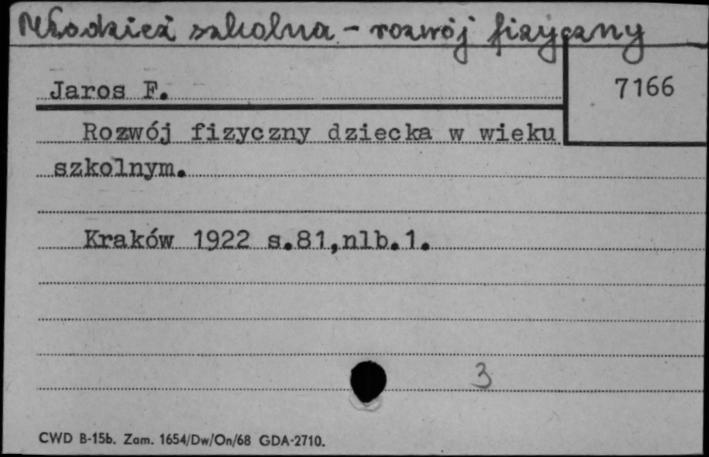 Młodzież szkolna - rozwój fizyczny
7166
Jaros F.
Rozwój fizyczny dziecka w wieku
szkolnym.
Kraków 1922 s.81,nlb.1.
3
CWD B-15b. Zam. 1654/Dw/On/68 GDA-2710.